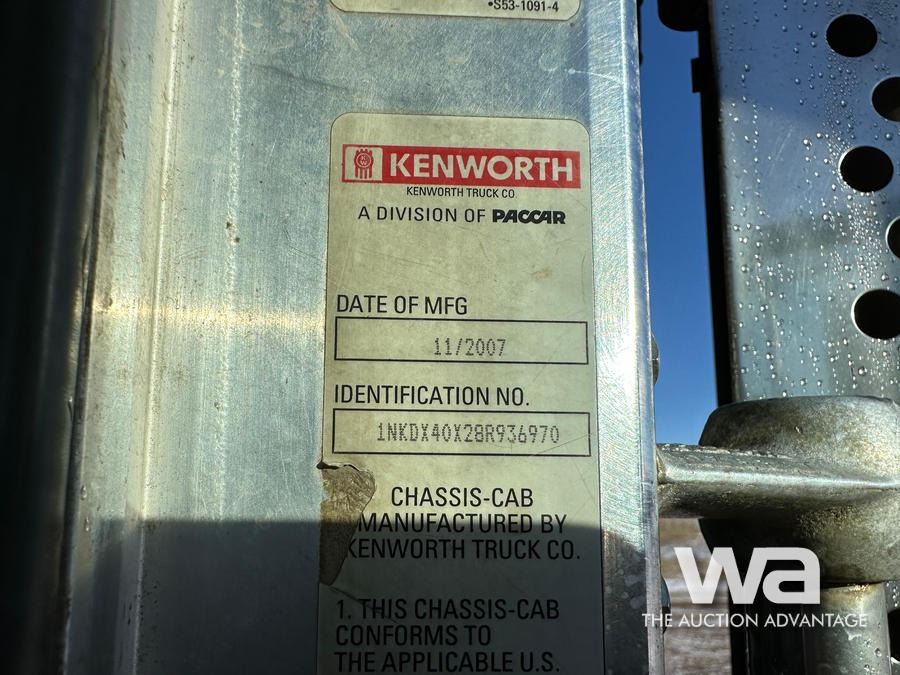 •S53-1091-4
KENWORTH
KENWORTH TRUCK CO.
A DIVISION OF PACCAR
DATE OF MFG
11/2007
IDENTIFICATION NO.
1NKDX40X28R936970
CHASSIS-CAB
MANUFACTURED BY
KENWORTH TRUCK CO.
1. THIS CHASSIS-CAB
CONFORMS TO
THE APPLICABLE U.S.
wa
THE AUCTION ADVANTAGE